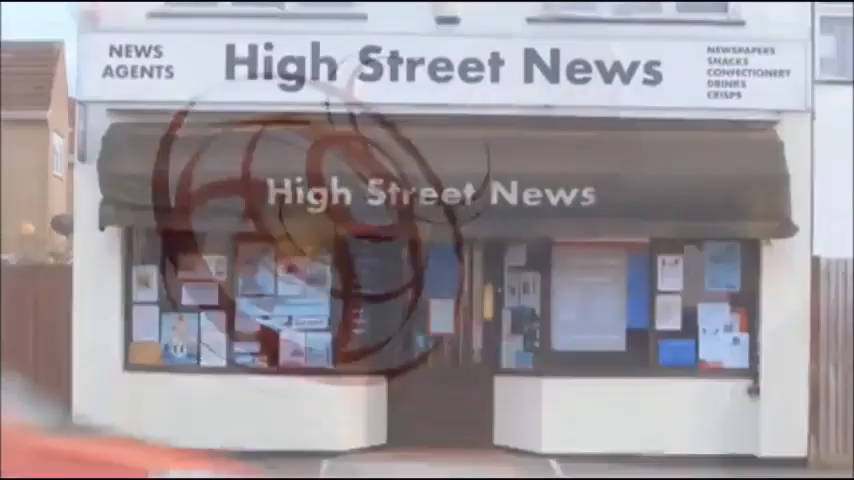 NEWS
AGENTS
High Street News
NEWSPAPERS
SNACKS
CONFECTIONERY
DRINKS
CRISPS
High Street News